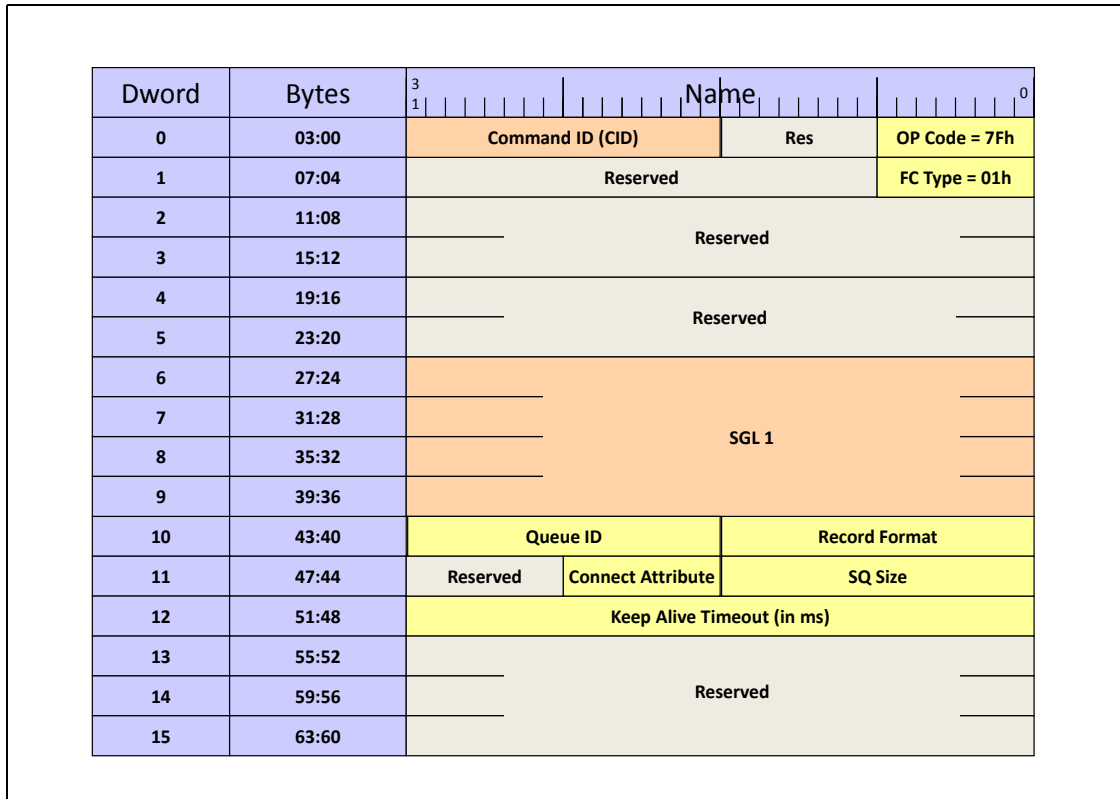 Dword Bytes 31 Name 0
0 03:00 Command ID (CID) Res OP Code = 7Fh
1 07:04 Reserved FC Type = 01h
2 11:08
Reserved
3 15:12
4 19:16
Reserved
5 23:20
6 27:24
7 31:28
SGL 1
8 35:32
9 39:36
10 43:40 Queue ID Record Format
11 47:44 Reserved Connect Attribute SQ Size
12 51:48 Keep Alive Timeout (in ms)
13 55:52
14 59:56 Reserved
15 63:60